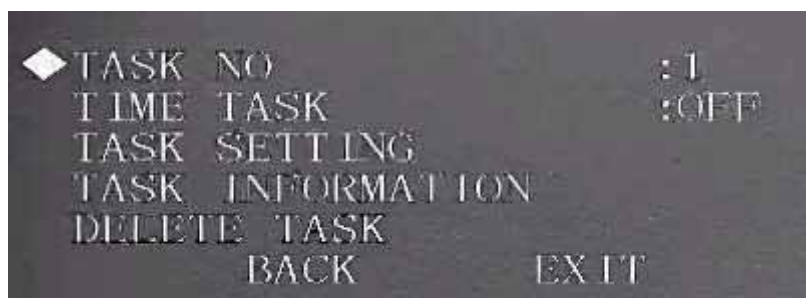 TASK NO :1
TIME TASK :OFF
TASK SETTING
TASK INFORMATION
DELETE TASK
BACK EXIT